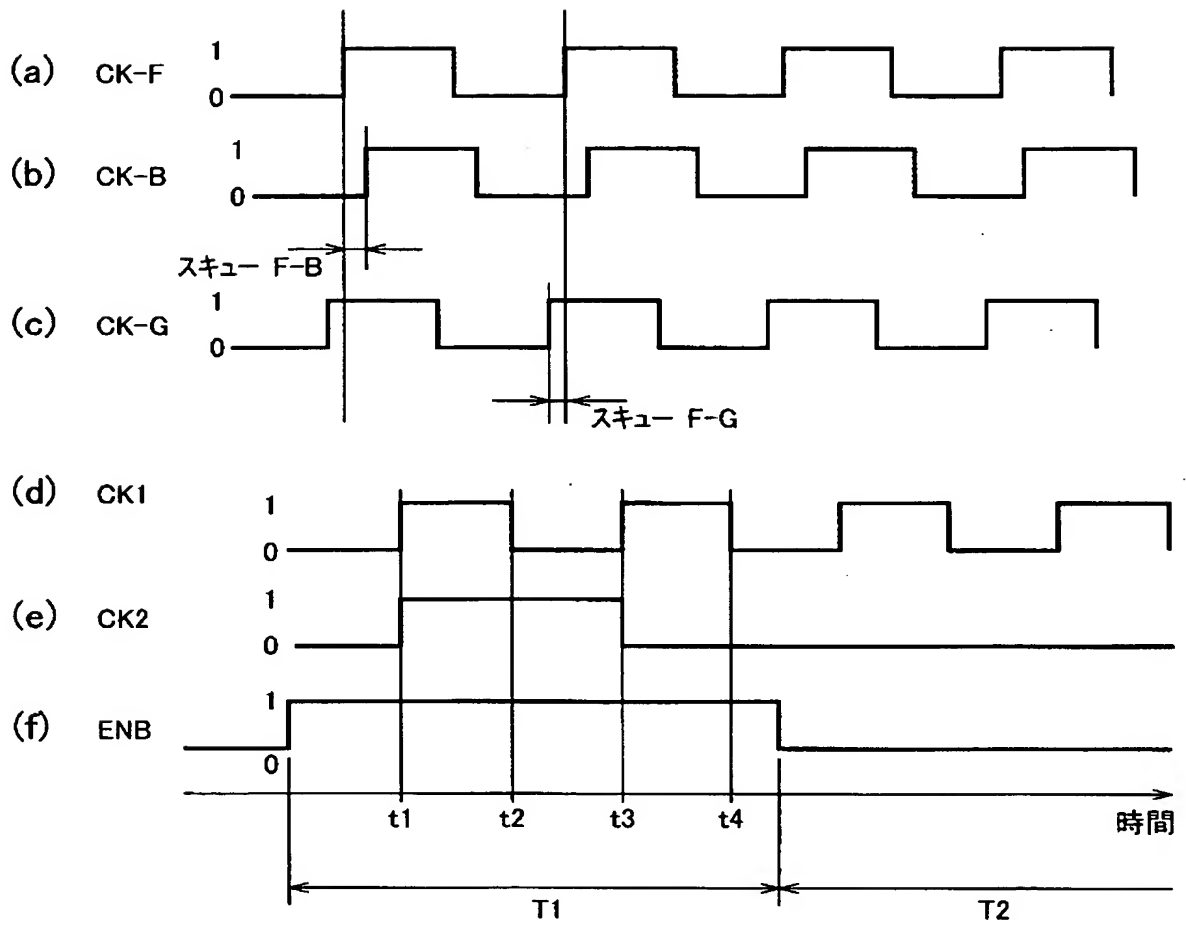 (a) CK-F 1 0
(b) CK-B 1 0
スキュー F-B
(c) CK-G 1 0
スキュー F-G
(d) CK1 1 0
(e) CK2 1 0
(f) ENB 1 0
t1 t2 t3 t4 時間
T1 T2